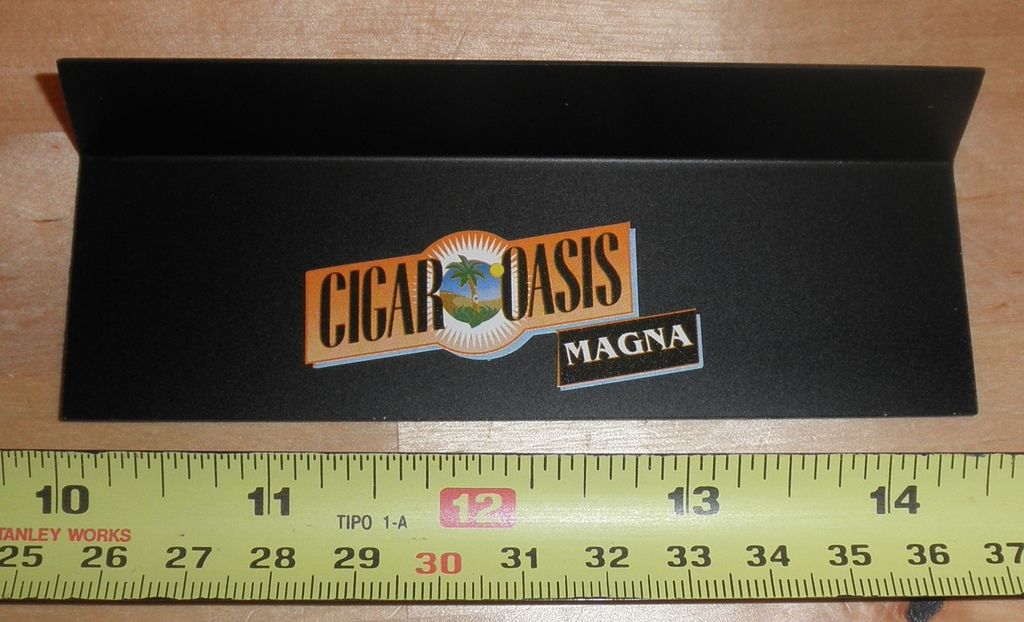 CIGAR OASIS
MAGNA
10 11 12 13 14
TIPO 1-A
TANLEY WORKS
25 26 27 28 29 30 31 32 33 34 35 36 37